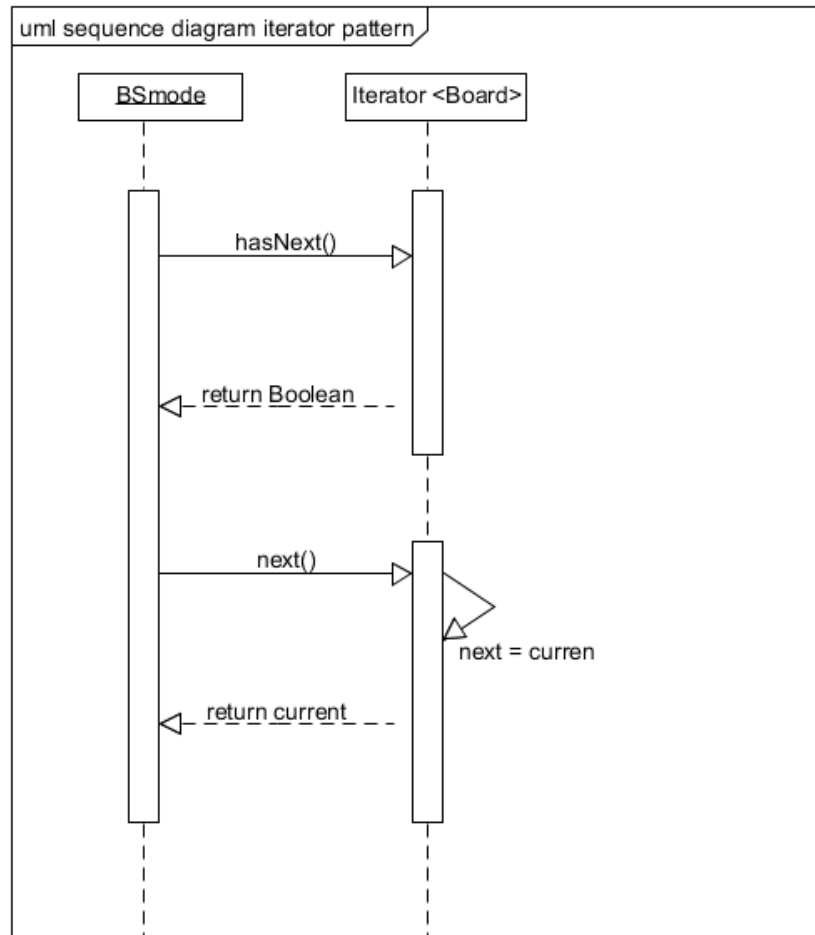 uml sequence diagram iterator pattern
BSmode
Iterator <Board>
hasNext()
return Boolean
next()
next = curren
return current